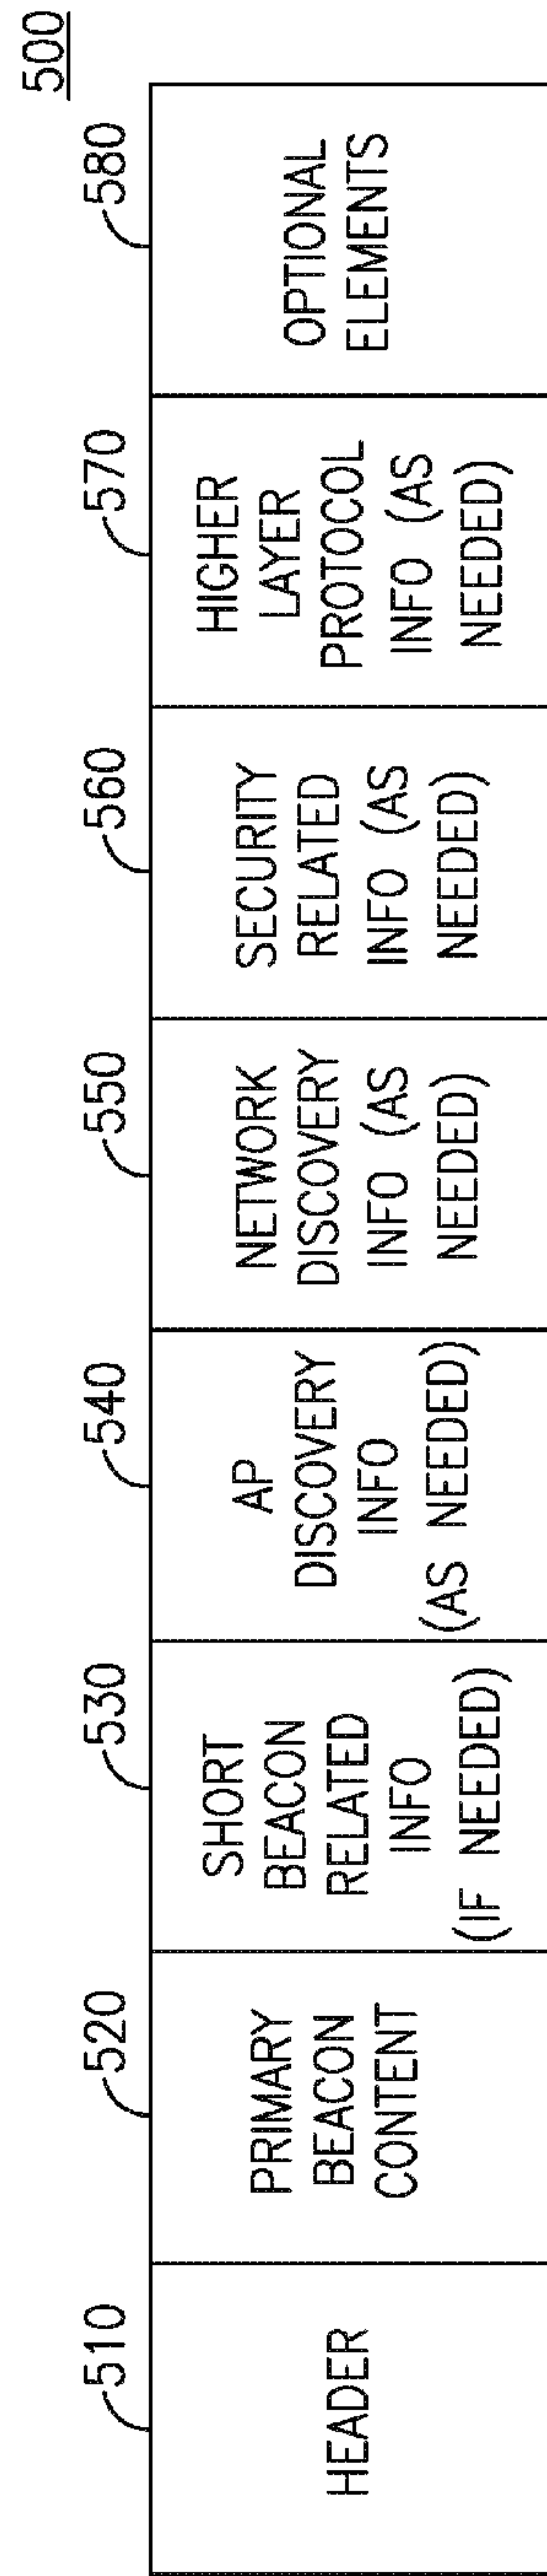 500
510
520
530
540
550
560
570
580
HEADER
PRIMARY
BEACON
CONTENT
SHORT
BEACON
RELATED
INFO
(IF NEEDED)
AP
DISCOVERY
INFO
(AS NEEDED)
NETWORK
DISCOVERY
INFO (AS
NEEDED)
SECURITY
RELATED
INFO (AS
NEEDED)
HIGHER
LAYER
PROTOCOL
INFO (AS
NEEDED)
OPTIONAL
ELEMENTS